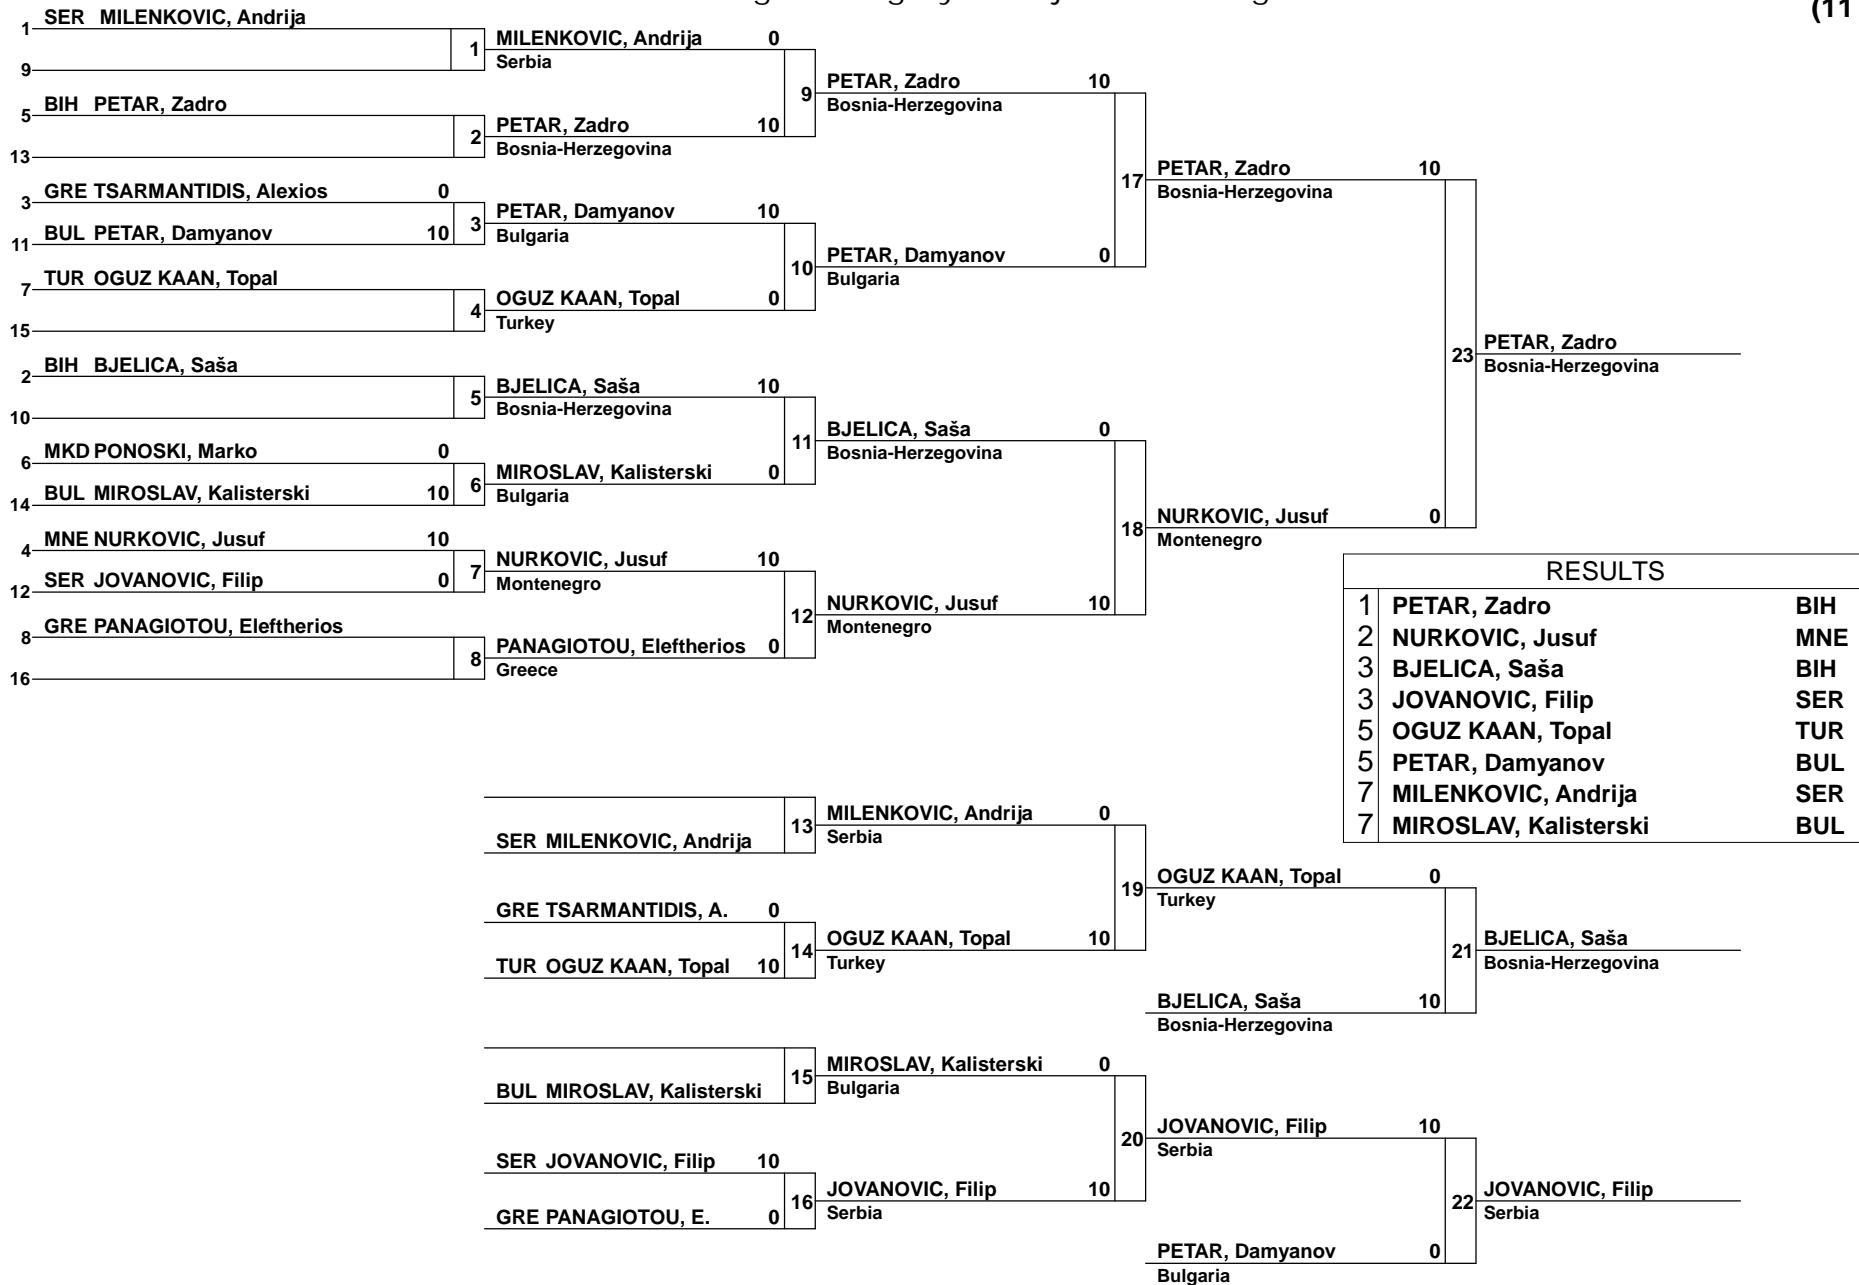 (11
1 SER MILENKOVIC, Andrija
9
5 BIH PETAR, Zadro
13
3 GRE TSARMANTIDIS, Alexios 0
11 BUL PETAR, Damyanov 10
7 TUR OGUZ KAAN, Topal
15
2 BIH BJELICA, Saša
10
6 MKD PONOSKI, Marko 0
14 BUL MIROSLAV, Kalisterski 10
4 MNE NURKOVIC, Jusuf 10
12 SER JOVANOVIC, Filip 0
8 GRE PANAGIOTOU, Eleftherios
16
1 MILENKOVIC, Andrija 0
Serbia
2 PETAR, Zadro 10
Bosnia-Herzegovina
3 PETAR, Damyanov 10
Bulgaria
4 OGUZ KAAN, Topal 0
Turkey
5 BJELICA, Saša 10
Bosnia-Herzegovina
6 MIROSLAV, Kalisterski 0
Bulgaria
7 NURKOVIC, Jusuf 10
Montenegro
8 PANAGIOTOU, Eleftherios 0
Greece
9 PETAR, Zadro 10
Bosnia-Herzegovina
10 PETAR, Damyanov 0
Bulgaria
11 BJELICA, Saša 0
Bosnia-Herzegovina
12 NURKOVIC, Jusuf 10
Montenegro
17 PETAR, Zadro 10
Bosnia-Herzegovina
18 NURKOVIC, Jusuf 0
Montenegro
23 PETAR, Zadro
Bosnia-Herzegovina
RESULTS
1 PETAR, Zadro BIH
2 NURKOVIC, Jusuf MNE
3 BJELICA, Saša BIH
3 JOVANOVIC, Filip SER
5 OGUZ KAAN, Topal TUR
5 PETAR, Damyanov BUL
7 MILENKOVIC, Andrija SER
7 MIROSLAV, Kalisterski BUL
SER MILENKOVIC, Andrija
GRE TSARMANTIDIS, A. 0
TUR OGUZ KAAN, Topal 10
BUL MIROSLAV, Kalisterski
SER JOVANOVIC, Filip 10
GRE PANAGIOTOU, E. 0
13 MILENKOVIC, Andrija 0
Serbia
14 OGUZ KAAN, Topal 10
Turkey
15 MIROSLAV, Kalisterski 0
Bulgaria
16 JOVANOVIC, Filip 10
Serbia
19 OGUZ KAAN, Topal 0
Turkey
BJELICA, Saša 10
Bosnia-Herzegovina
20 JOVANOVIC, Filip 10
Serbia
PETAR, Damyanov 0
Bulgaria
21 BJELICA, Saša
Bosnia-Herzegovina
22 JOVANOVIC, Filip
Serbia